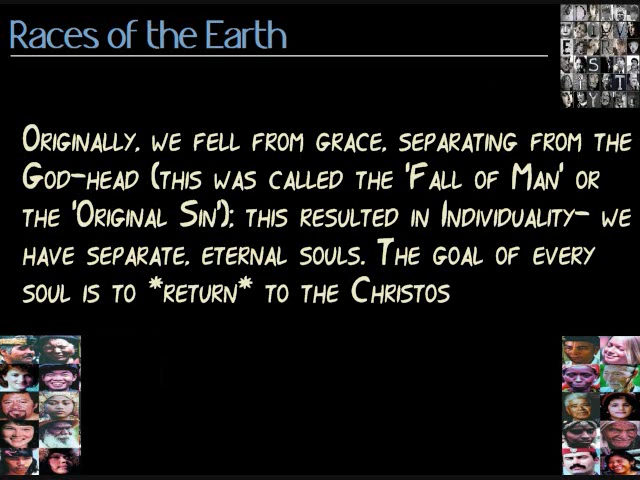 Races of the Earth
DIVERSITY
Originally, we fell from grace, separating from the
God-head (this was called the 'Fall of Man' or
the 'Original Sin'); this resulted in Individuality- we
have separate, eternal souls. The goal of every
soul is to *return* to the Christos